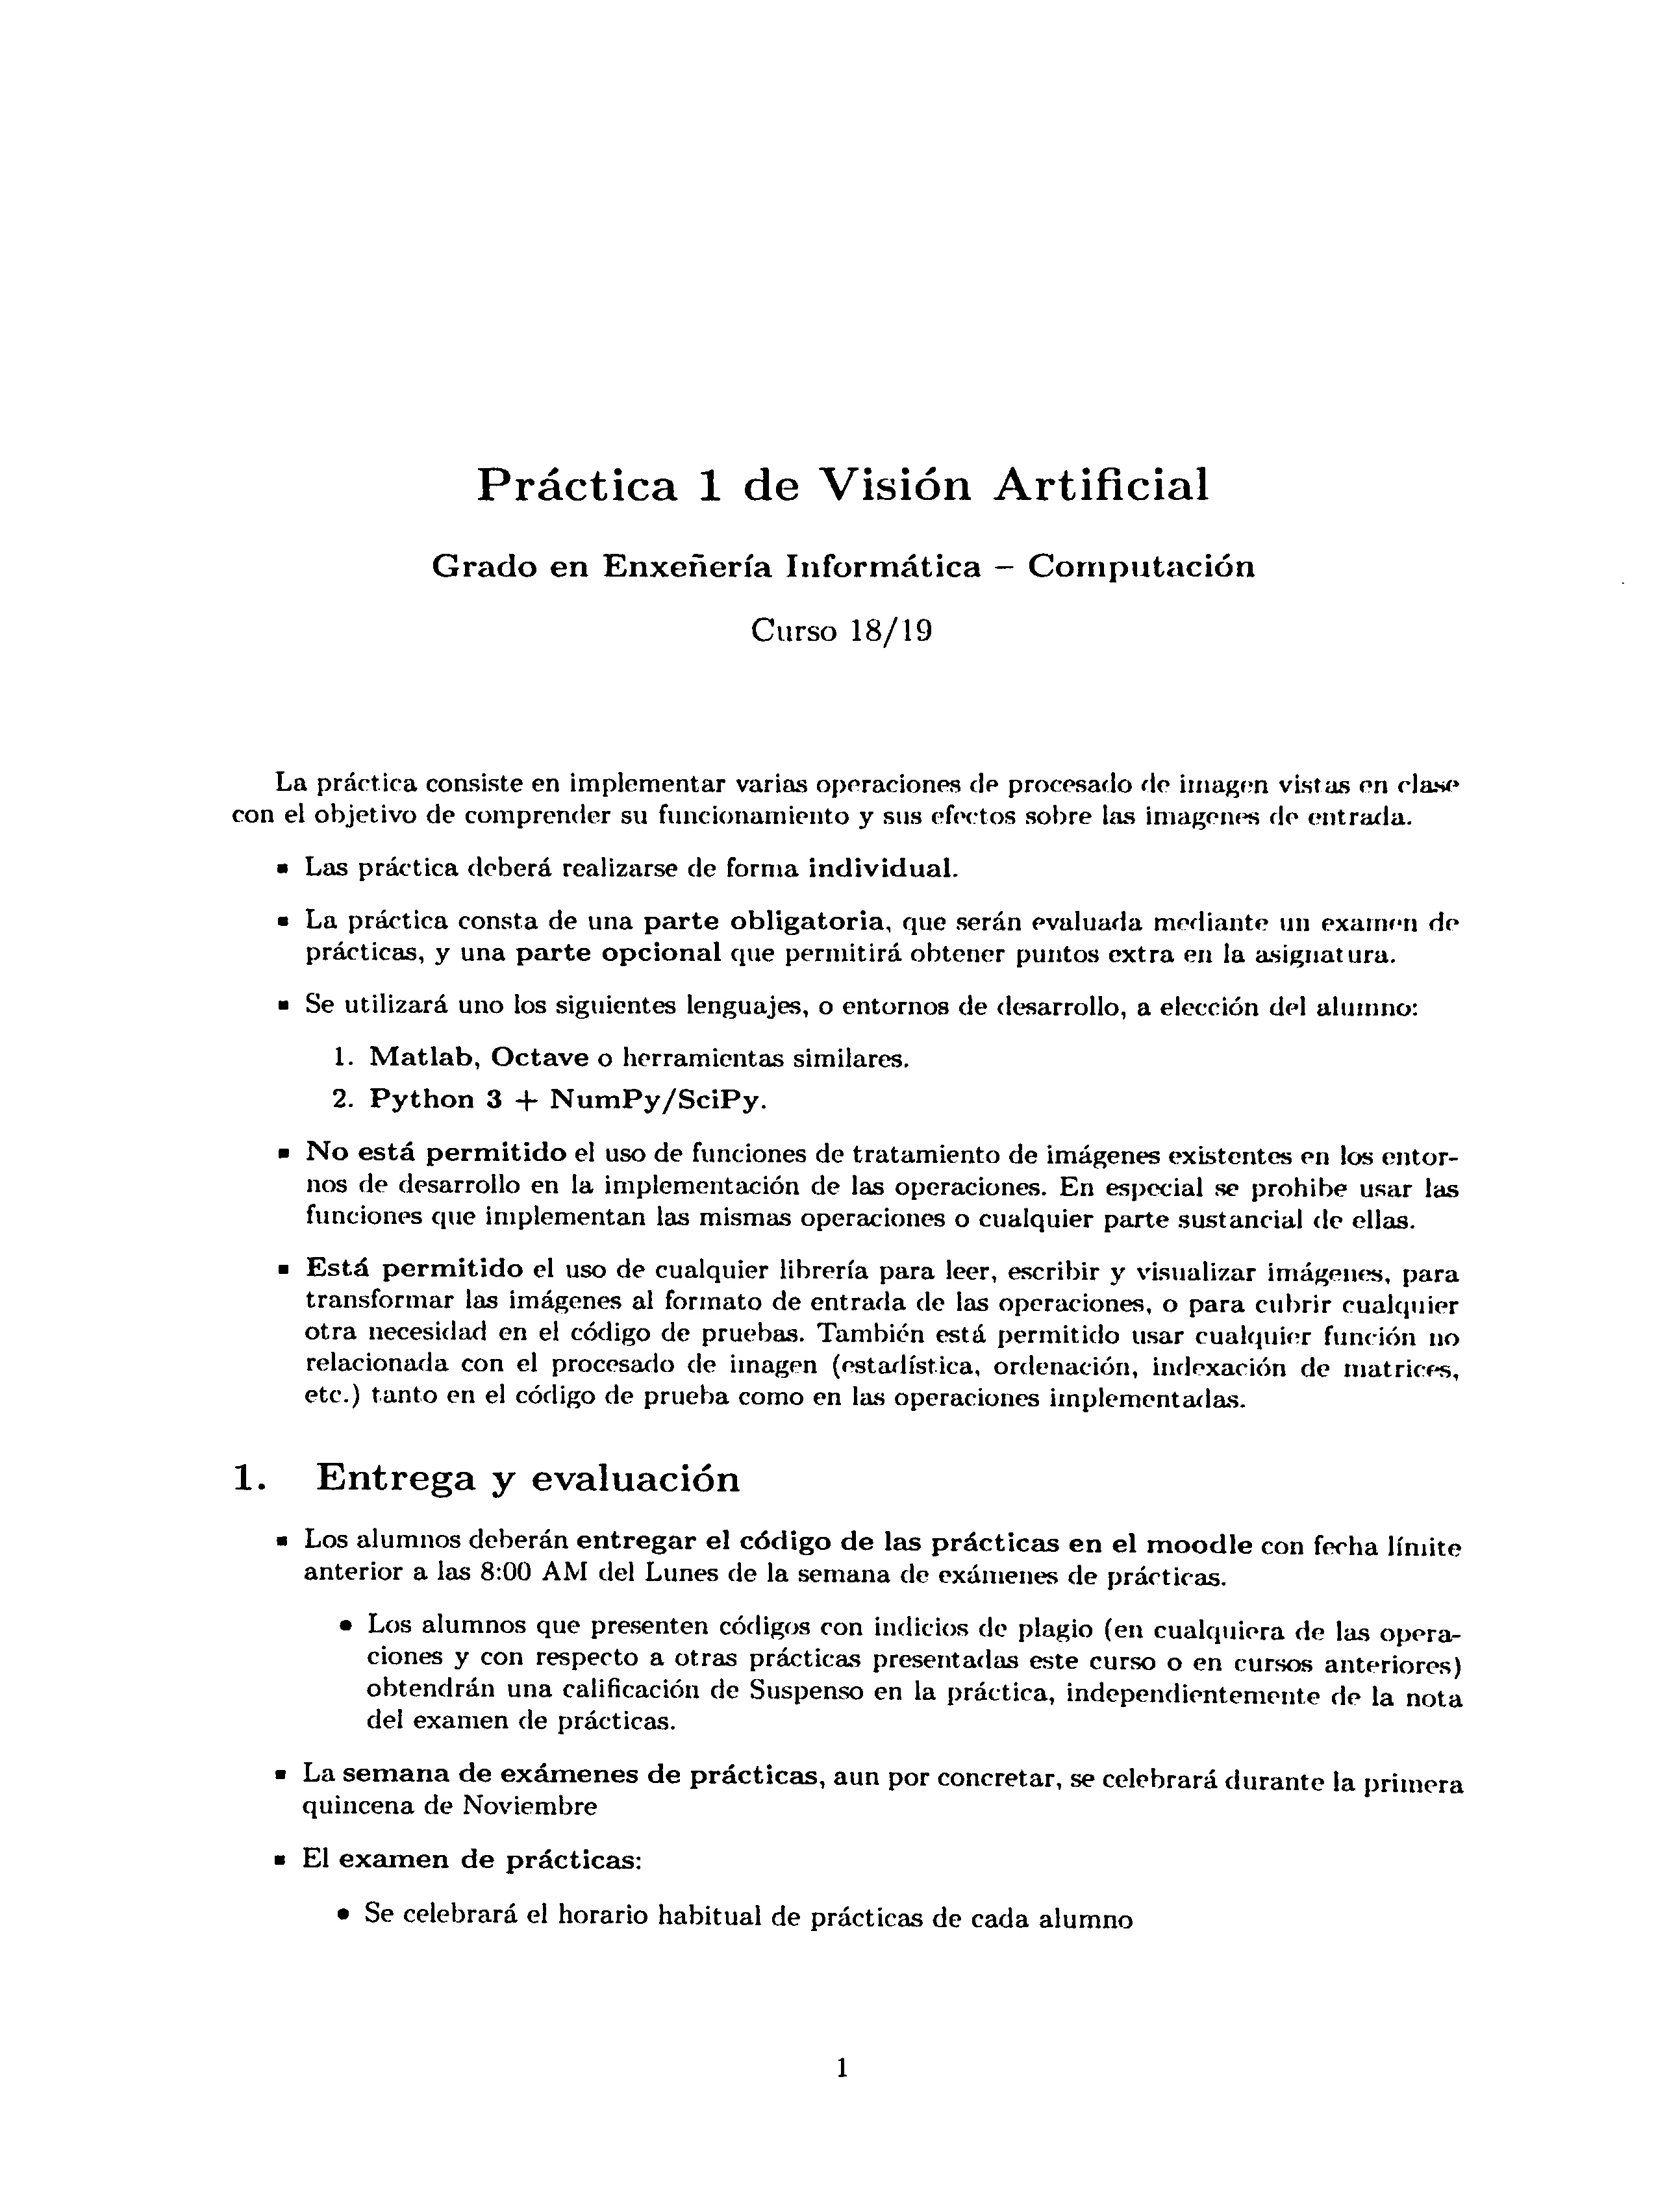 Práctica 1 de Visión Artificial
Grado en Enxeñería Informática – Computación
Curso 18/19
La práctica consiste en implementar varias operaciones de procesado de imagen vistas en clase
con el objetivo de comprender su funcionamiento y sus efectos sobre las imagenes de entrada.
▪ Las práctica deberá realizarse de forma individual.
▪ La práctica consta de una parte obligatoria, que serán evaluada mediante un examen de
prácticas, y una parte opcional que permitirá obtener puntos extra en la asignatura.
▪ Se utilizará uno los siguientes lenguajes, o entornos de desarrollo, a elección del alumno:
1. Matlab, Octave o herramientas similares.
2. Python 3 + NumPy/SciPy.
▪ No está permitido el uso de funciones de tratamiento de imágenes existentes en los entor-
nos de desarrollo en la implementación de las operaciones. En especial se prohibe usar las
funciones que implementan las mismas operaciones o cualquier parte sustancial de ellas.
▪ Está permitido el uso de cualquier librería para leer, escribir y visualizar imágenes, para
transformar las imágenes al formato de entrada de las operaciones, o para cubrir cualquier
otra necesidad en el código de pruebas. También está permitido usar cualquier función no
relacionada con el procesado de imagen (estadística, ordenación, indexación de matrices,
etc.) tanto en el código de prueba como en las operaciones implementadas.
1. Entrega y evaluación
▪ Los alumnos deberán entregar el código de las prácticas en el moodle con fecha límite
anterior a las 8:00 AM del Lunes de la semana de exámenes de prácticas.
• Los alumnos que presenten códigos con indicios de plagio (en cualquiera de las opera-
ciones y con respecto a otras prácticas presentadas este curso o en cursos anteriores)
obtendrán una calificación de Suspenso en la práctica, independientemente de la nota
del examen de prácticas.
▪ La semana de exámenes de prácticas, aun por concretar, se celebrará durante la primera
quincena de Noviembre
▪ El examen de prácticas:
• Se celebrará el horario habitual de prácticas de cada alumno
1